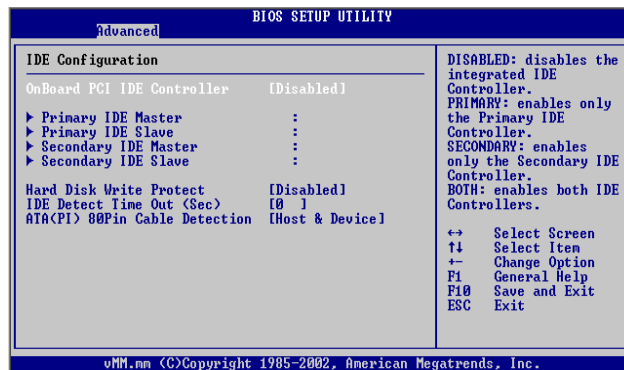 BIOS SETUP UTILITY
Advanced
IDE Configuration
OnBoard PCI IDE Controller [Disabled]
Primary IDE Master :
Primary IDE Slave :
Secondary IDE Master :
Secondary IDE Slave :
Hard Disk Write Protect [Disabled]
IDE Detect Time Out (Sec) [0 ]
ATA(PI) 80Pin Cable Detection [Host & Device]
DISABLED: disables the
integrated IDE
Controller.
PRIMARY: enables only
the Primary IDE
Controller.
SECONDARY: enables
only the Secondary IDE
Controller.
BOTH: enables both IDE
Controllers.
↔ Select Screen
↑↓ Select Item
+- Change Option
F1 General Help
F10 Save and Exit
ESC Exit
vMM.mm (C)Copyright 1985-2002, American Megatrends, Inc.